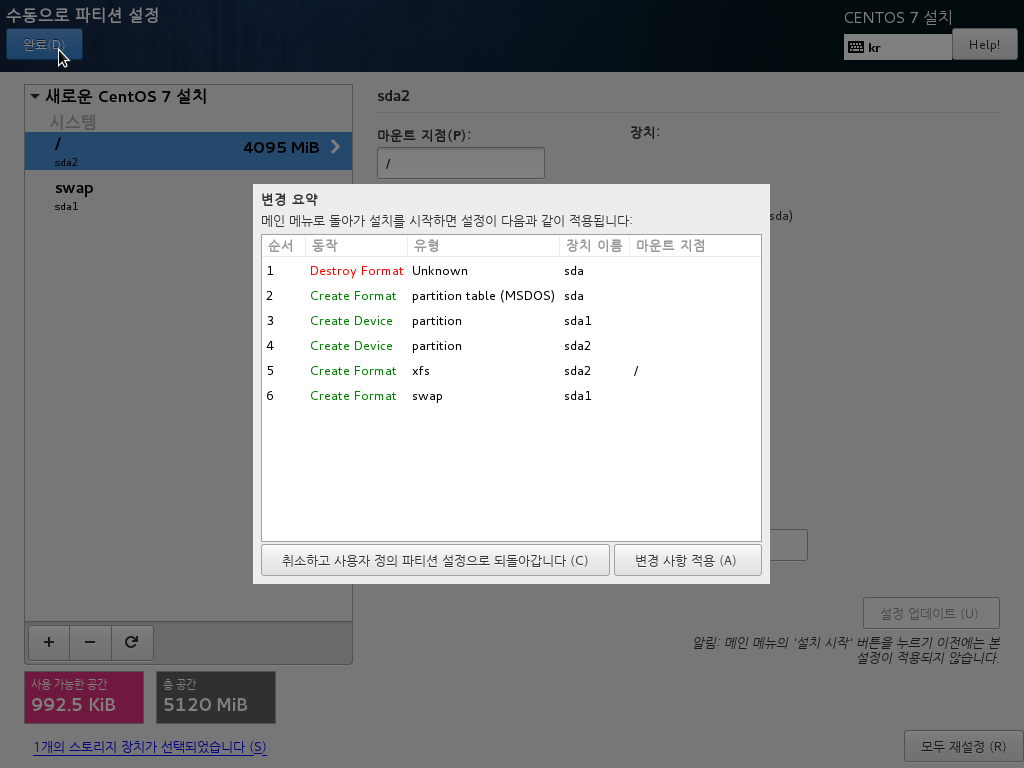 수동으로 파티션 설정
완료(D)
CENTOS 7 설치
kr
Help!
새로운 CentOS 7 설치
시스템
/
sda2
4095 MiB
swap
sda1
sda2
마운트 지점(P):
장치:
/
sda)
변경 요약
메인 메뉴로 돌아가 설치를 시작하면 설정이 다음과 같이 적용됩니다:
순서 동작 유형 장치 이름 마운트 지점
1 Destroy Format Unknown sda
2 Create Format partition table (MSDOS) sda
3 Create Device partition sda1
4 Create Device partition sda2
5 Create Format xfs sda2 /
6 Create Format swap sda1
취소하고 사용자 정의 파티션 설정으로 되돌아갑니다 (C)
변경 사항 적용 (A)
설정 업데이트 (U)
알림: 메인 메뉴의 '설치 시작' 버튼을 누르기 이전에는 본
설정이 적용되지 않습니다.
사용 가능한 공간
992.5 KiB
총 공간
5120 MiB
1개의 스토리지 장치가 선택되었습니다 (S)
모두 재설정 (R)